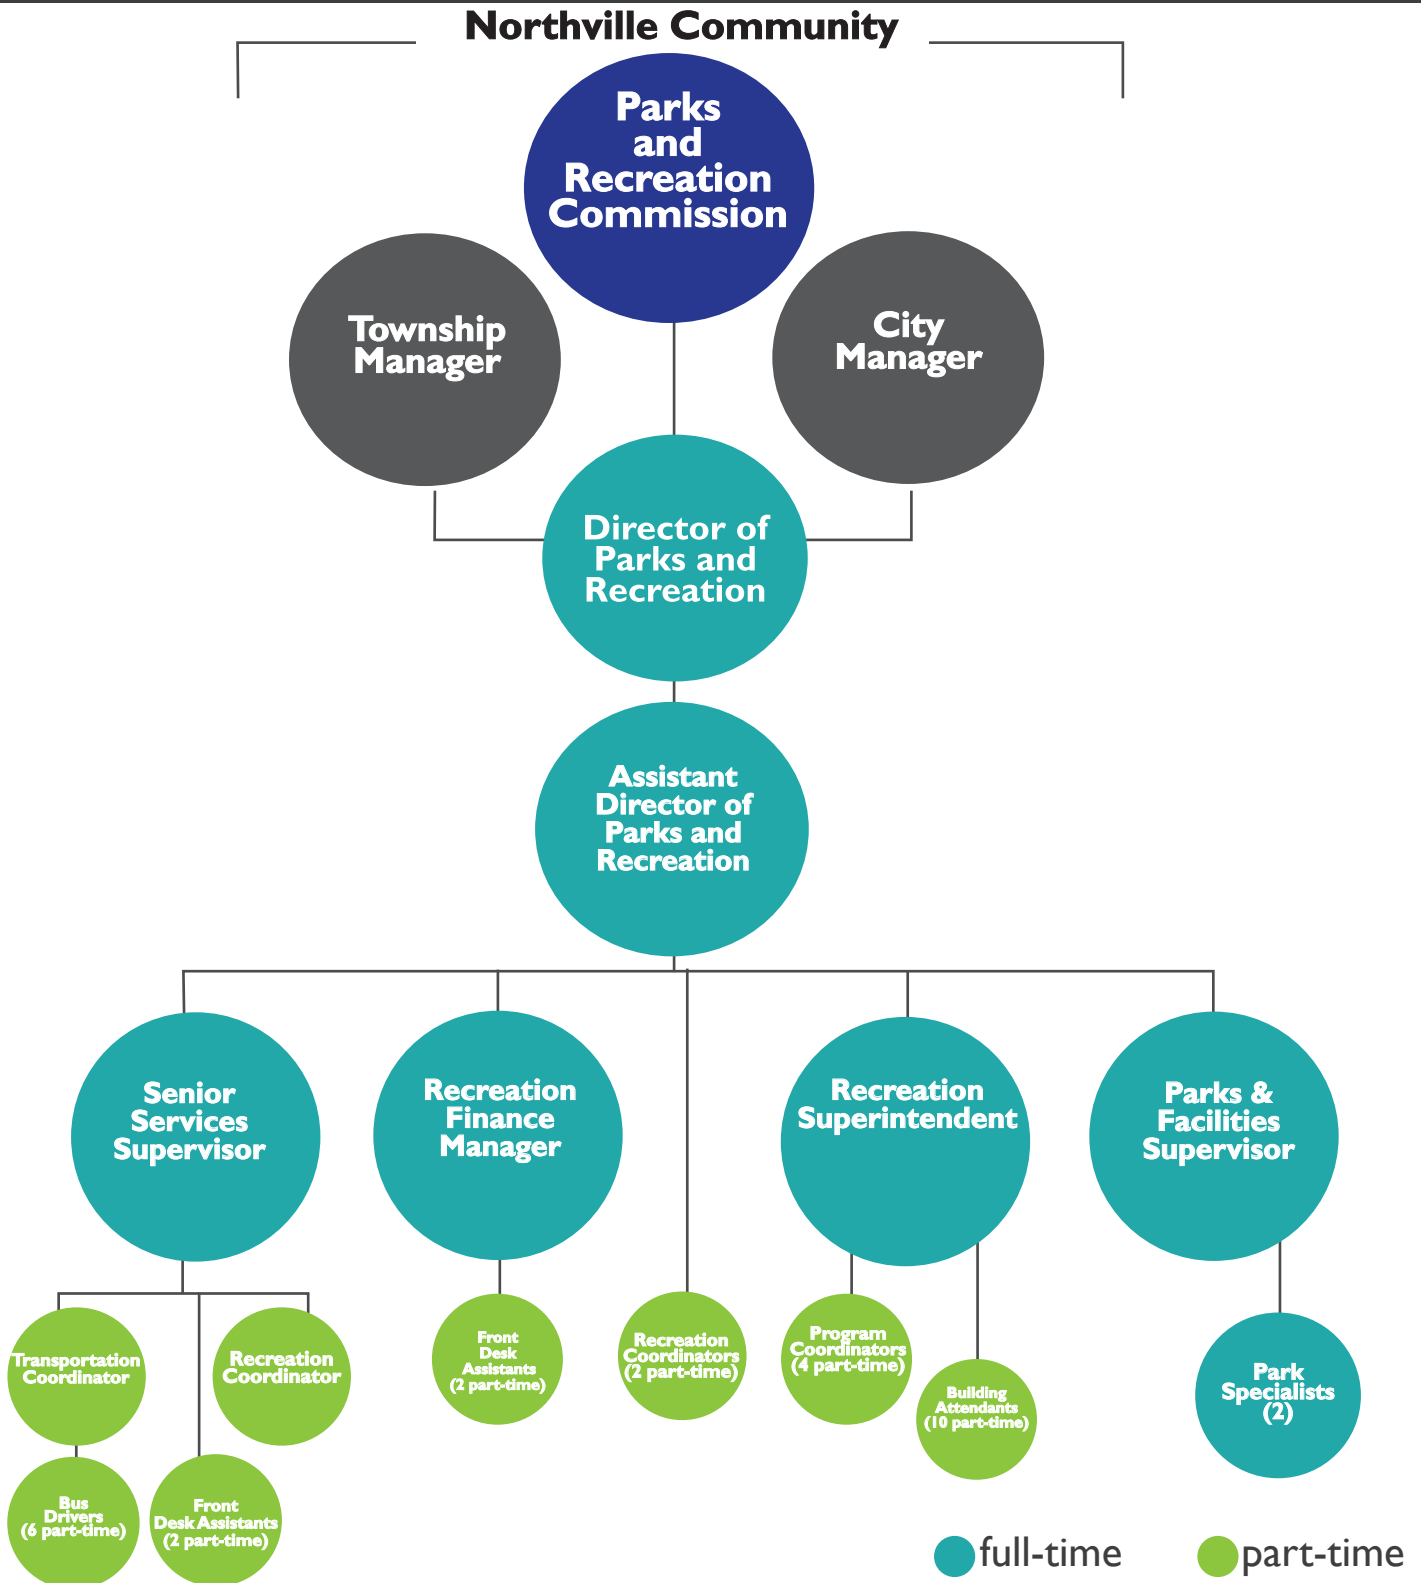 Northville Community
Parks
and
Recreation
Commission
Township
Manager
City
Manager
Director of
Parks and
Recreation
Assistant
Director of
Parks and
Recreation
Senior
Services
Supervisor
Recreation
Finance
Manager
Recreation
Superintendent
Parks &
Facilities
Supervisor
Transportation
Coordinator
Recreation
Coordinator
Front
Desk
Assistants
(2 part-time)
Recreation
Coordinators
(2 part-time)
Program
Coordinators
(4 part-time)
Building
Attendants
(10 part-time)
Park
Specialists
(2)
Bus
Drivers
(6 part-time)
Front
Desk Assistants
(2 part-time)
full-time
part-time